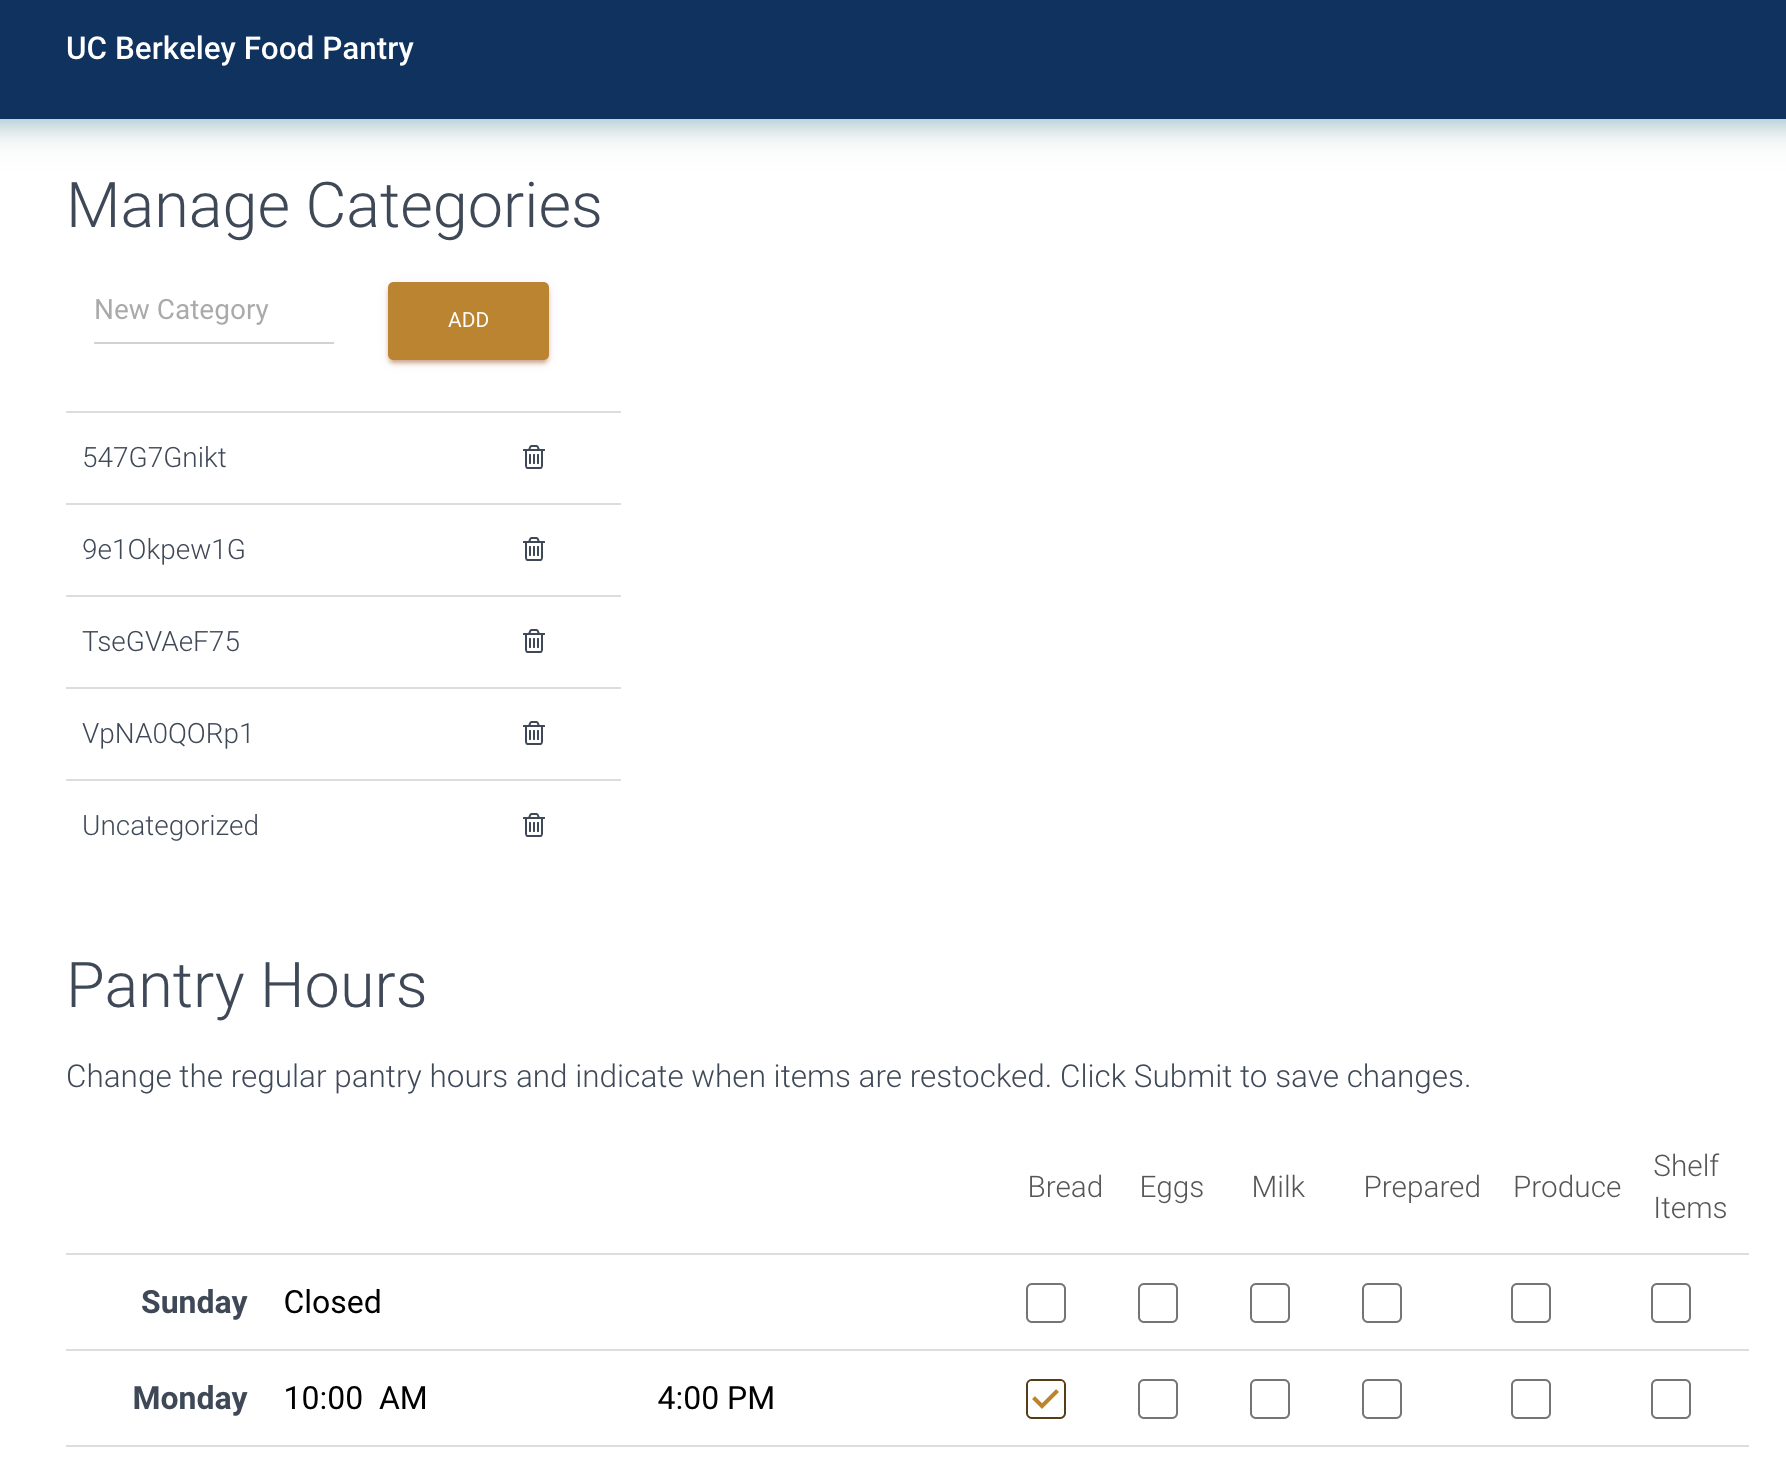 UC Berkeley Food Pantry
Manage Categories
New Category
ADD
547G7Gnikt
9e1Okpew1G
TseGVAeF75
VpNA0QORp1
Uncategorized
Pantry Hours
Change the regular pantry hours and indicate when items are restocked. Click Submit to save changes.
Bread Eggs Milk Prepared Produce Shelf Items
Sunday Closed
Monday 10:00 AM 4:00 PM